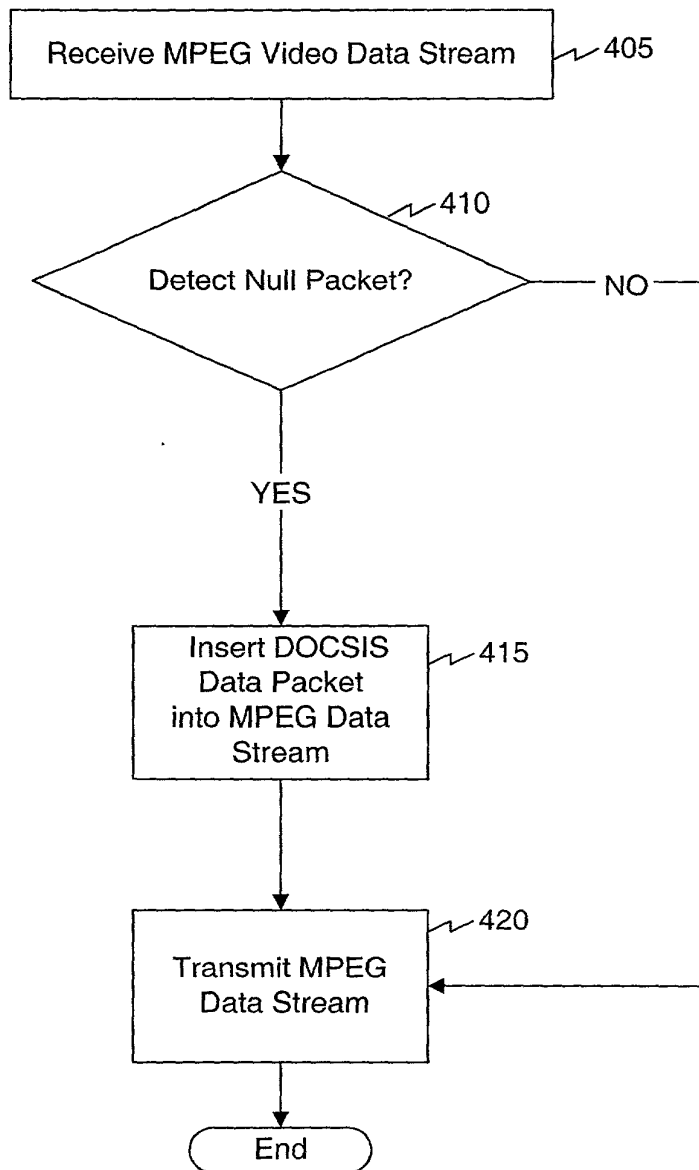 Receive MPEG Video Data Stream
405
410
Detect Null Packet?
NO
YES
Insert DOCSIS
Data Packet
into MPEG Data
Stream
415
420
Transmit MPEG
Data Stream
End